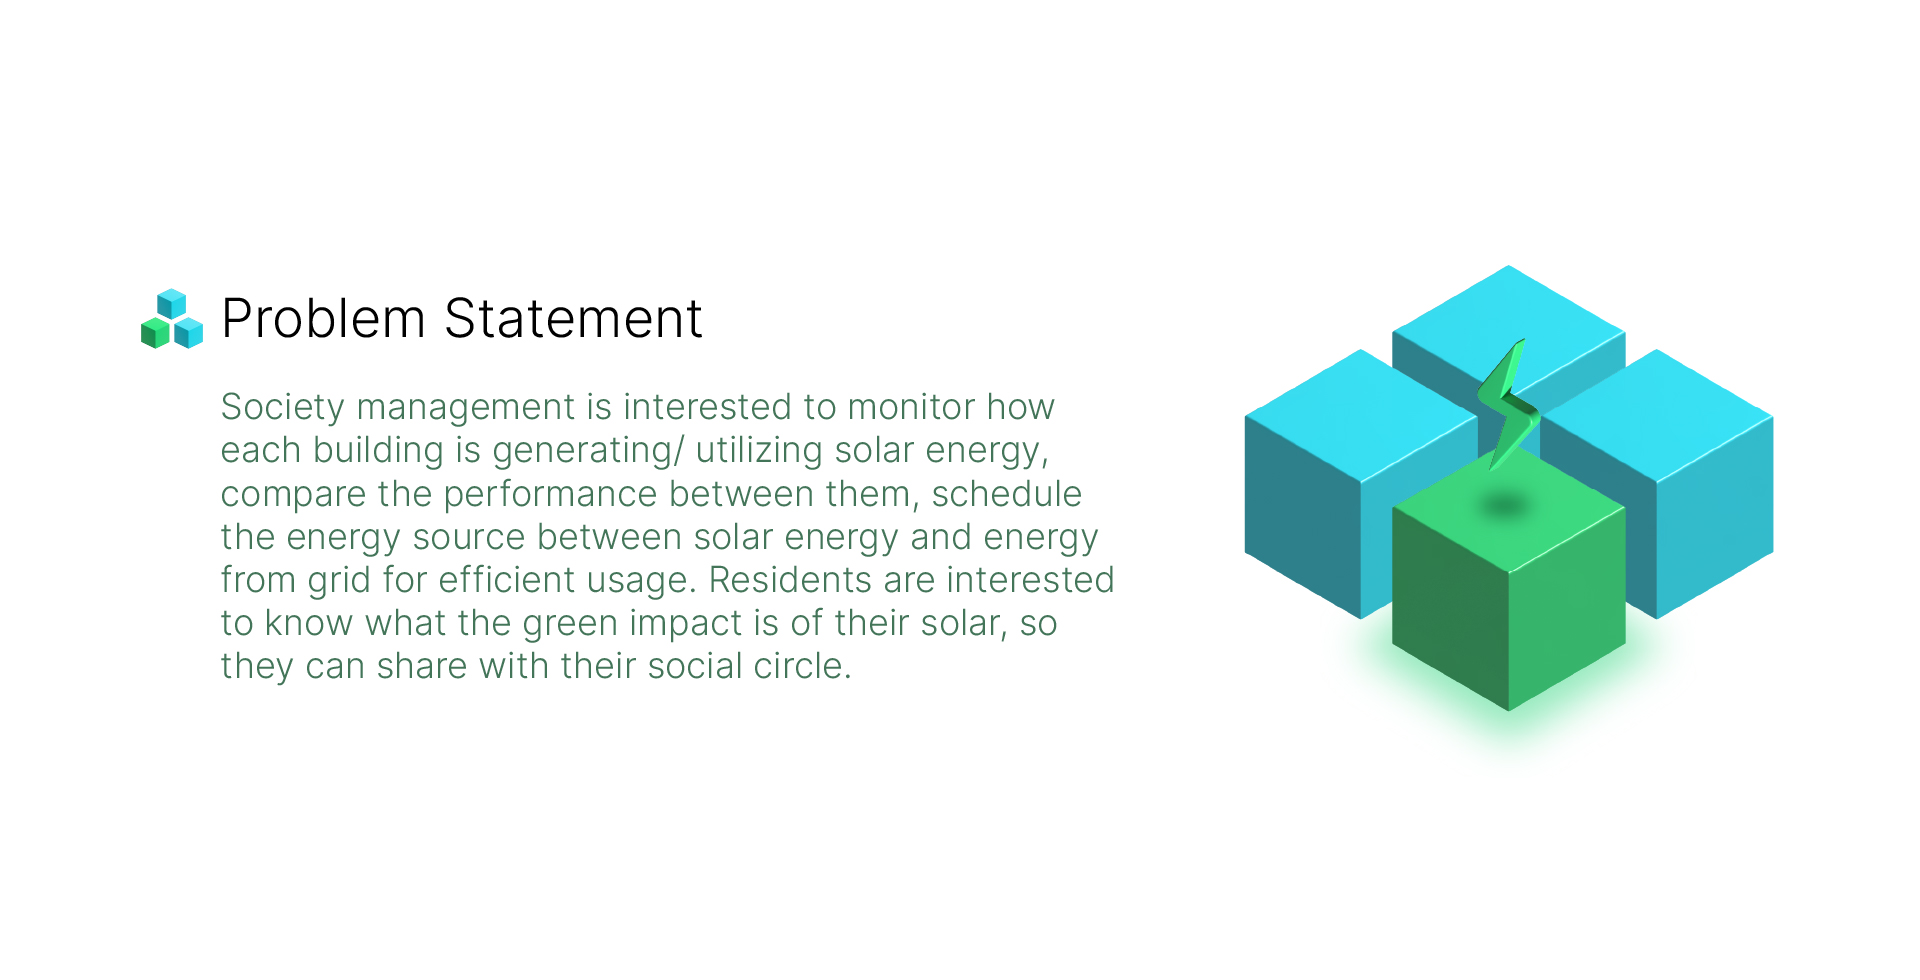 Problem Statement
Society management is interested to monitor how
each building is generating/ utilizing solar energy,
compare the performance between them, schedule
the energy source between solar energy and energy
from grid for efficient usage. Residents are interested
to know what the green impact is of their solar, so
they can share with their social circle.